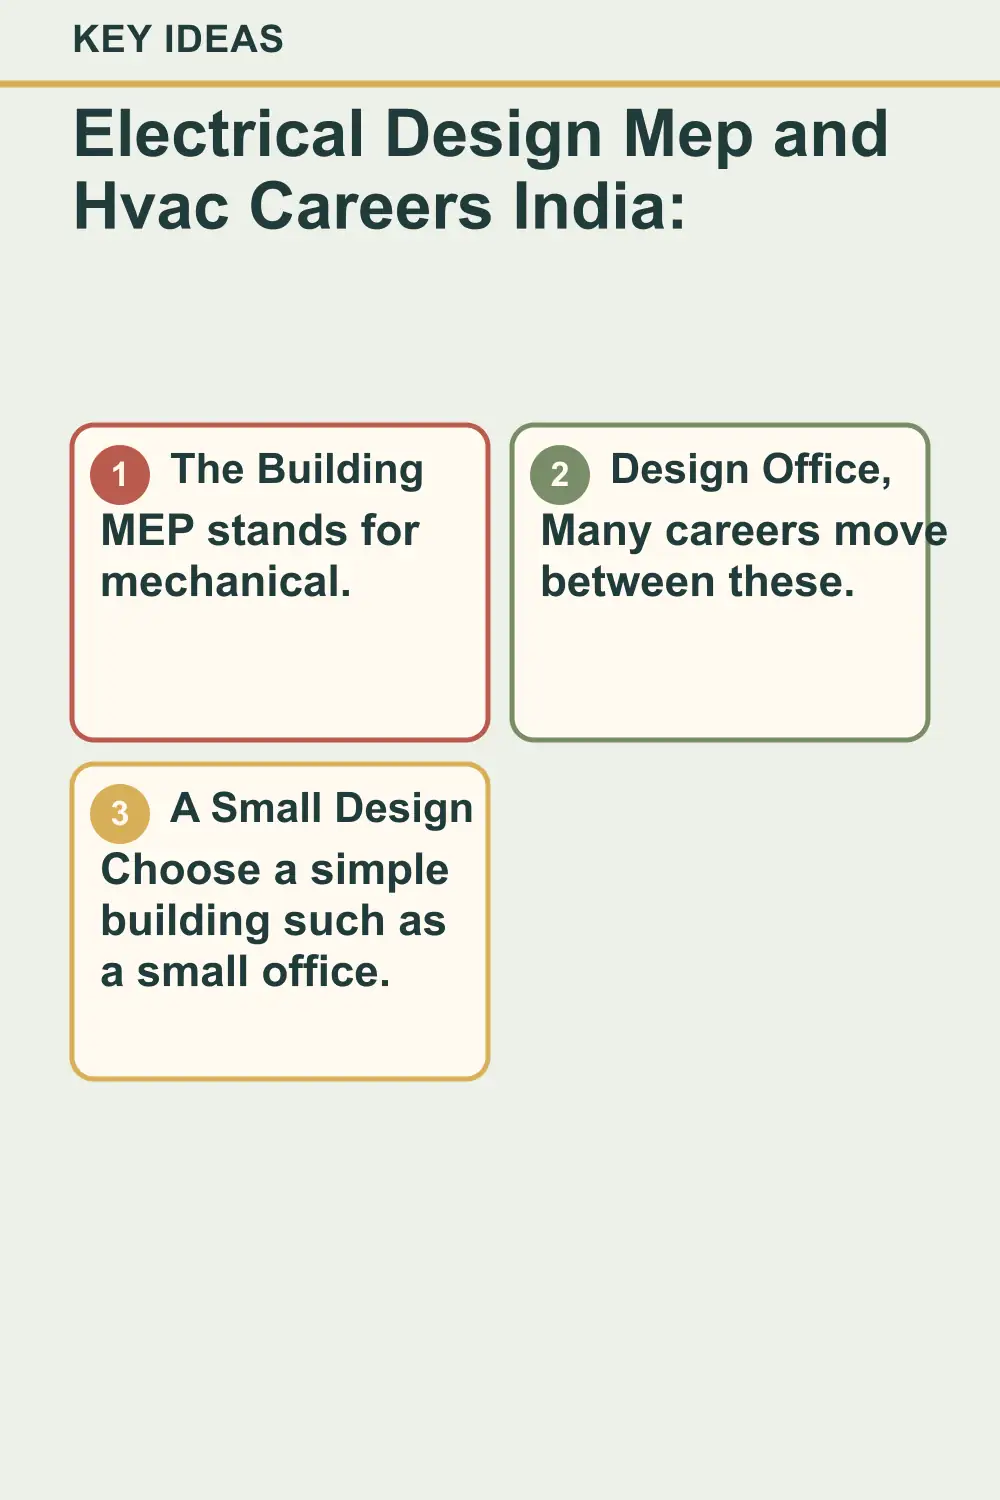 KEY IDEAS
Electrical Design Mep and
Hvac Careers India:
1 The Building
MEP stands for
mechanical.
2 Design Office,
Many careers move
between these.
3 A Small Design
Choose a simple
building such as
a small office.